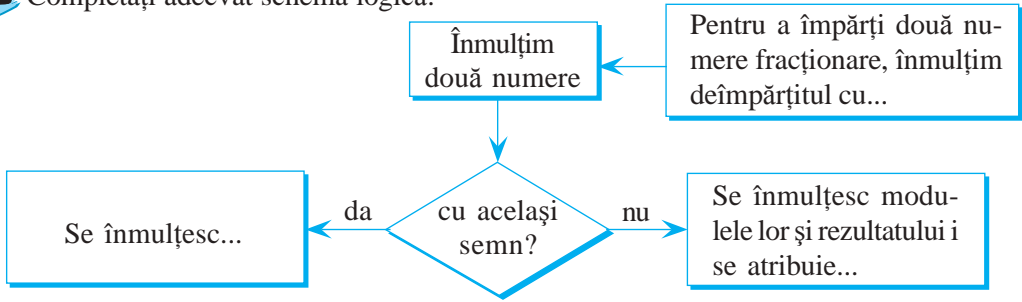 Completați adecvat schema logică:
Înmulțim
două numere
Pentru a împărți două nu-
mere fracționare, înmulțim
deîmpărțitul cu...
Se înmulțesc...
da
cu același
semn?
nu
Se înmulțesc modu-
lele lor și rezultatului i
se atribuie...